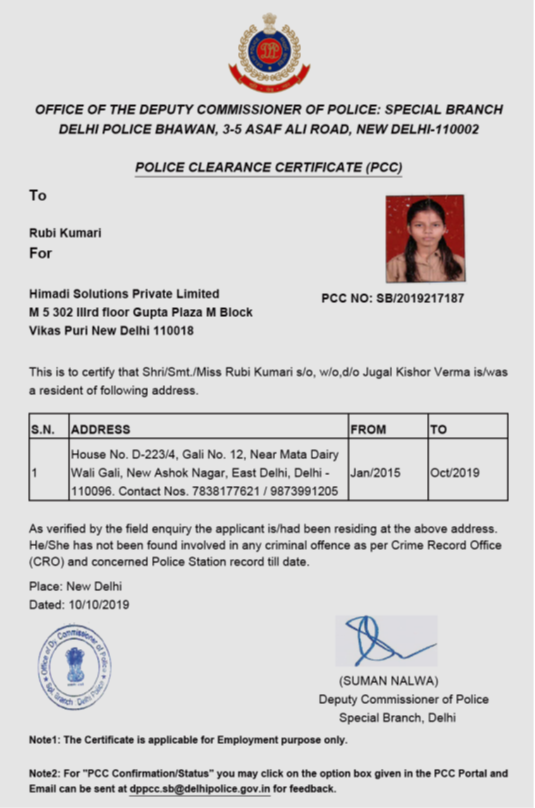 OFFICE OF THE DEPUTY COMMISSIONER OF POLICE: SPECIAL BRANCH
DELHI POLICE BHAWAN, 3-5 ASAF ALI ROAD, NEW DELHI-110002
POLICE CLEARANCE CERTIFICATE (PCC)
To
Rubi Kumari
For
Himadi Solutions Private Limited
M 5 302 IIIrd floor Gupta Plaza M Block
Vikas Puri New Delhi 110018
PCC NO: SB/2019217187
This is to certify that Shri/Smt./Miss Rubi Kumari s/o, w/o,d/o Jugal Kishor Verma is/was
a resident of following address.
S.N. ADDRESS FROM TO
House No. D-223/4, Gali No. 12, Near Mata Dairy
1 Wali Gali, New Ashok Nagar, East Delhi, Delhi - Jan/2015 Oct/2019
110096. Contact Nos. 7838177621 / 9873991205
As verified by the field enquiry the applicant is/had been residing at the above address.
He/She has not been found involved in any criminal offence as per Crime Record Office
(CRO) and concerned Police Station record till date.
Place: New Delhi
Dated: 10/10/2019
Office of Dy. Commissioner of Police
Spl. Branch Delhi Police
(SUMAN NALWA)
Deputy Commissioner of Police
Special Branch, Delhi
Note1: The Certificate is applicable for Employment purpose only.
Note2: For "PCC Confirmation/Status" you may click on the option box given in the PCC Portal and
Email can be sent at dppcc.sb@delhipolice.gov.in for feedback.